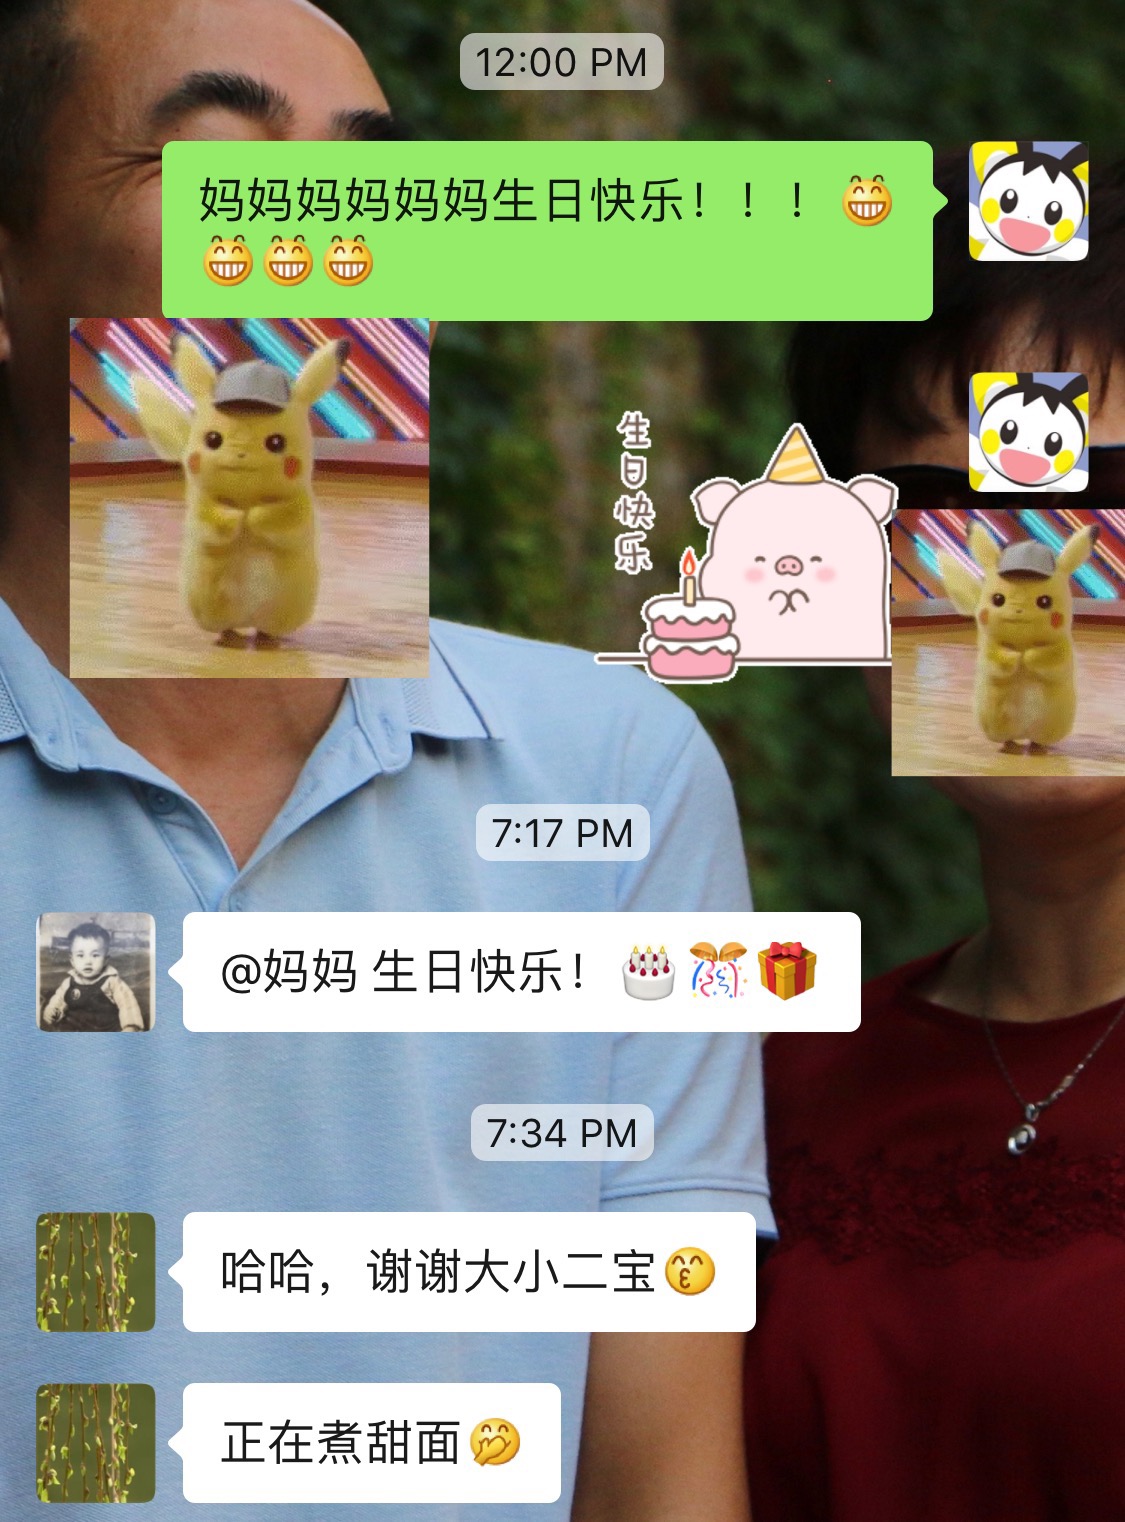 12:00 PM
妈妈妈妈妈妈生日快乐！！！😁
😁😁😁
生日快乐
7:17 PM
@妈妈 生日快乐！🎂🎊🎁
7:34 PM
哈哈，谢谢大小二宝😙
正在煮甜面🤭